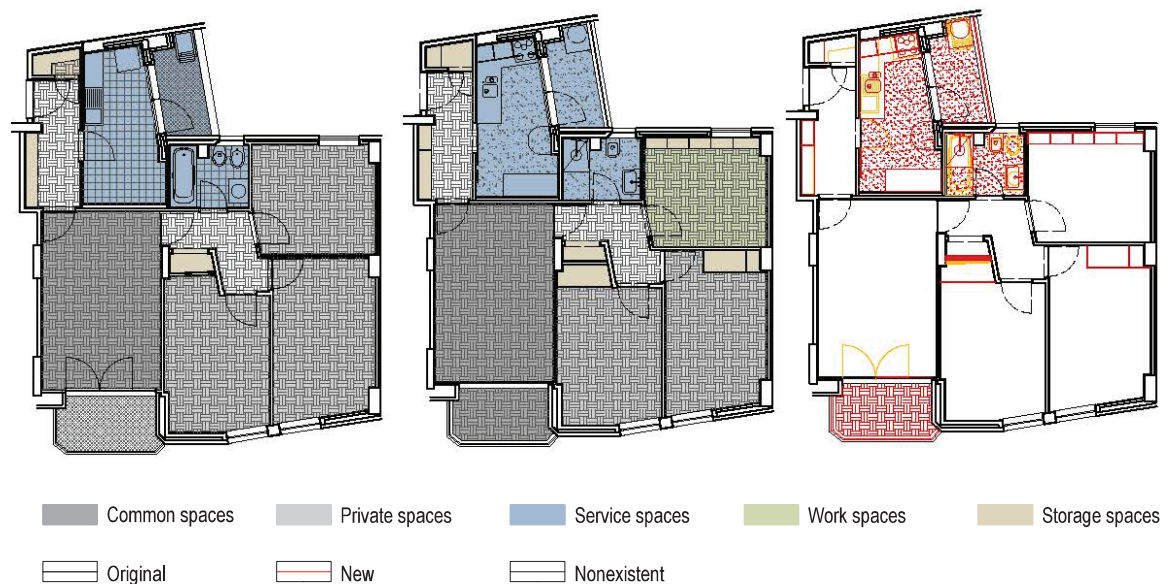 Common spaces Private spaces Service spaces Work spaces Storage spaces
Original New Nonexistent